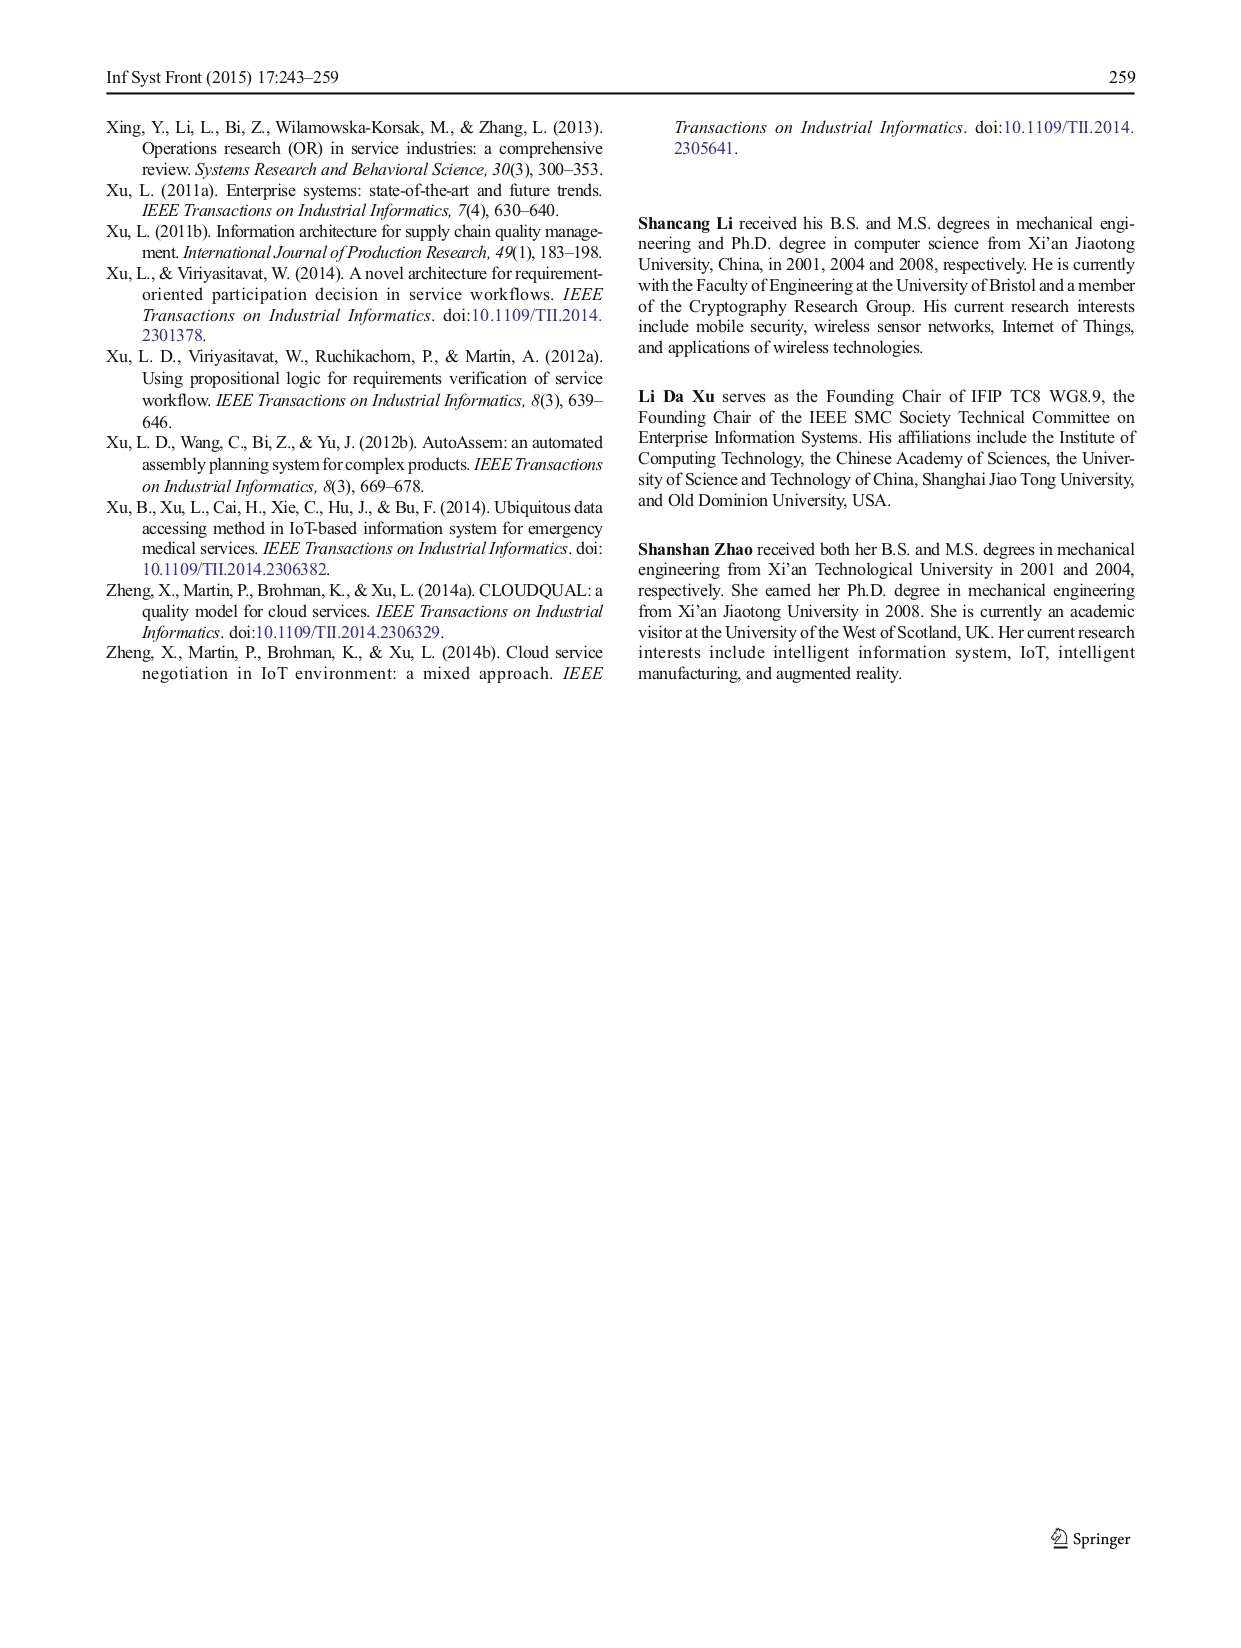 Inf Syst Front (2015) 17:243–259
259
Xing, Y., Li, L., Bi, Z., Wilamowska-Korsak, M., & Zhang, L. (2013).
Operations research (OR) in service industries: a comprehensive
review. Systems Research and Behavioral Science, 30(3), 300–353.
Xu, L. (2011a). Enterprise systems: state-of-the-art and future trends.
IEEE Transactions on Industrial Informatics, 7(4), 630–640.
Xu, L. (2011b). Information architecture for supply chain quality manage-
ment. International Journal of Production Research, 49(1), 183–198.
Xu, L., & Viriyasitavat, W. (2014). A novel architecture for requirement-
oriented participation decision in service workflows. IEEE
Transactions on Industrial Informatics. doi:10.1109/TII.2014.
2301378.
Xu, L. D., Viriyasitavat, W., Ruchikachorn, P., & Martin, A. (2012a).
Using propositional logic for requirements verification of service
workflow. IEEE Transactions on Industrial Informatics, 8(3), 639–
646.
Xu, L. D., Wang, C., Bi, Z., & Yu, J. (2012b). AutoAssem: an automated
assembly planning system for complex products. IEEE Transactions
on Industrial Informatics, 8(3), 669–678.
Xu, B., Xu, L., Cai, H., Xie, C., Hu, J., & Bu, F. (2014). Ubiquitous data
accessing method in IoT-based information system for emergency
medical services. IEEE Transactions on Industrial Informatics. doi:
10.1109/TII.2014.2306382.
Zheng, X., Martin, P., Brohman, K., & Xu, L. (2014a). CLOUDQUAL: a
quality model for cloud services. IEEE Transactions on Industrial
Informatics. doi:10.1109/TII.2014.2306329.
Zheng, X., Martin, P., Brohman, K., & Xu, L. (2014b). Cloud service
negotiation in IoT environment: a mixed approach. IEEE
Transactions on Industrial Informatics. doi:10.1109/TII.2014.
2305641.
Shancang Li received his B.S. and M.S. degrees in mechanical engi-
neering and Ph.D. degree in computer science from Xi’an Jiaotong
University, China, in 2001, 2004 and 2008, respectively. He is currently
with the Faculty of Engineering at the University of Bristol and a member
of the Cryptography Research Group. His current research interests
include mobile security, wireless sensor networks, Internet of Things,
and applications of wireless technologies.
Li Da Xu serves as the Founding Chair of IFIP TC8 WG8.9, the
Founding Chair of the IEEE SMC Society Technical Committee on
Enterprise Information Systems. His affiliations include the Institute of
Computing Technology, the Chinese Academy of Sciences, the Univer-
sity of Science and Technology of China, Shanghai Jiao Tong University,
and Old Dominion University, USA.
Shanshan Zhao received both her B.S. and M.S. degrees in mechanical
engineering from Xi’an Technological University in 2001 and 2004,
respectively. She earned her Ph.D. degree in mechanical engineering
from Xi’an Jiaotong University in 2008. She is currently an academic
visitor at the University of the West of Scotland, UK. Her current research
interests include intelligent information system, IoT, intelligent
manufacturing, and augmented reality.
Springer